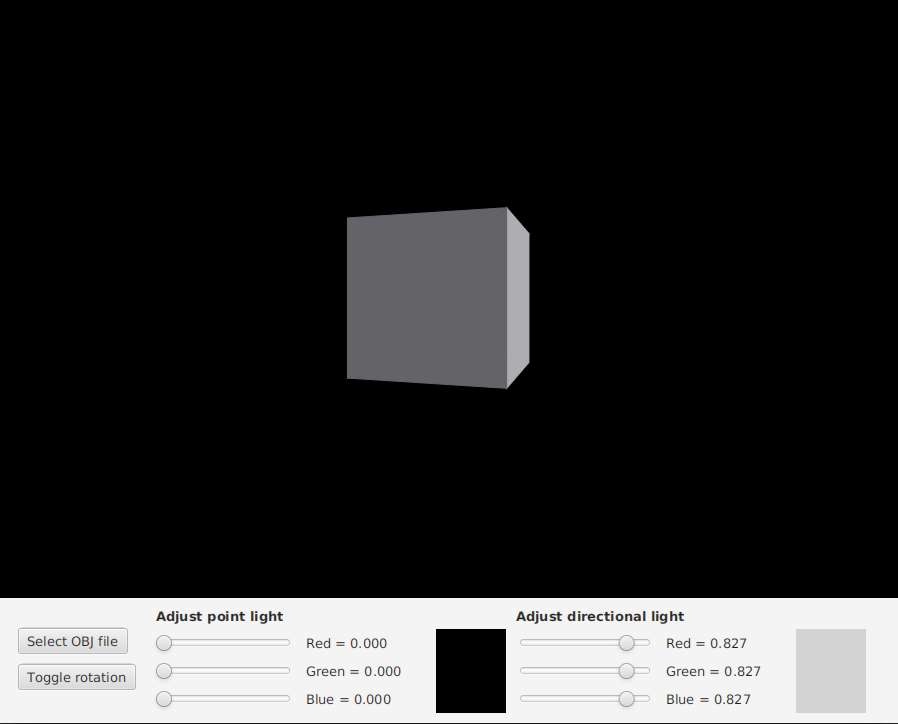 Adjust point light
Adjust directional light
Select OBJ file
Red = 0.000
Red = 0.827
Toggle rotation
Green = 0.000
Green = 0.827
Blue = 0.000
Blue = 0.827